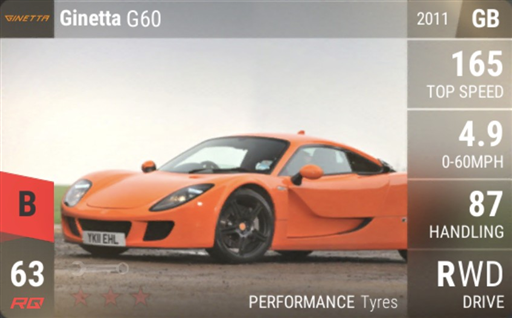 GINETTA Ginetta G60 2011 GB
165
TOP SPEED
4.9
0-60MPH
B
87
HANDLING
YK11 EHL
63
RQ
RWD
DRIVE
PERFORMANCE Tyres